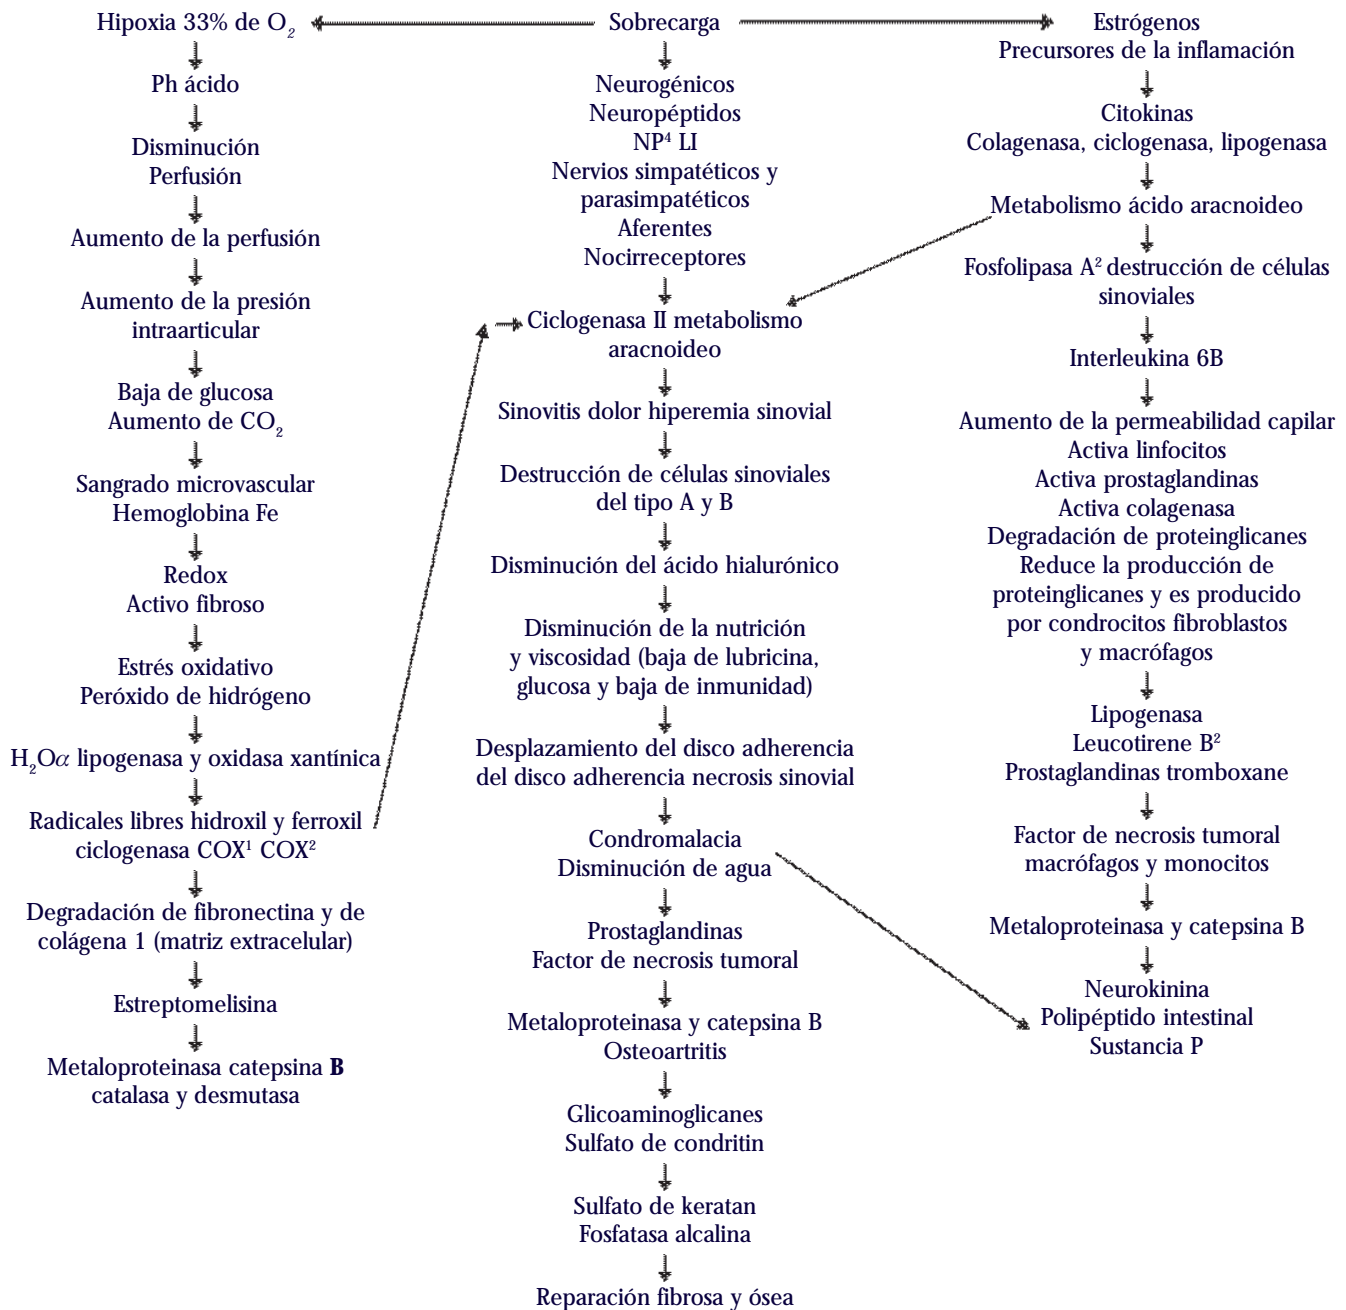 Hipoxia 33% de O₂
Ph ácido
Disminución
Perfusión
Aumento de la perfusión
Aumento de la presión
intraarticular
Baja de glucosa
Aumento de CO₂
Sangrado microvascular
Hemoglobina Fe
Redox
Activo fibroso
Estrés oxidativo
Peróxido de hidrógeno
H₂Oα lipogenasa y oxidasa xantínica
Radicales libres hidroxil y ferroxil
ciclogenasa COX¹ COX²
Degradación de fibronectina y de
colágena 1 (matriz extracelular)
Estreptomelisina
Metaloproteinasa catepsina B
catalasa y desmutasa
Sobrecarga
Neurogénicos
Neuropéptidos
NP⁴ LI
Nervios simpatéticos y
parasimpatéticos
Aferentes
Nocirreceptores
Ciclogenasa II metabolismo
aracnoideo
Sinovitis dolor hiperemia sinovial
Destrucción de células sinoviales
del tipo A y B
Disminución del ácido hialurónico
Disminución de la nutrición
y viscosidad (baja de lubricina,
glucosa y baja de inmunidad)
Desplazamiento del disco adherencia
del disco adherencia necrosis sinovial
Condromalacia
Disminución de agua
Prostaglandinas
Factor de necrosis tumoral
Metaloproteinasa y catepsina B
Osteoartritis
Glicoaminoglicanes
Sulfato de condritin
Sulfato de keratan
Fosfatasa alcalina
Reparación fibrosa y ósea
Estrógenos
Precursores de la inflamación
Citokinas
Colagenasa, ciclogenasa, lipogenasa
Metabolismo ácido aracnoideo
Fosfolipasa A² destrucción de células
sinoviales
Interleukina 6B
Aumento de la permeabilidad capilar
Activa linfocitos
Activa prostaglandinas
Activa colagenasa
Degradación de proteinglicanes
Reduce la producción de
proteinglicanes y es producido
por condrocitos fibroblastos
y macrófagos
Lipogenasa
Leucotirene B²
Prostaglandinas tromboxane
Factor de necrosis tumoral
macrófagos y monocitos
Metaloproteinasa y catepsina B
Neurokinina
Polipéptido intestinal
Sustancia P